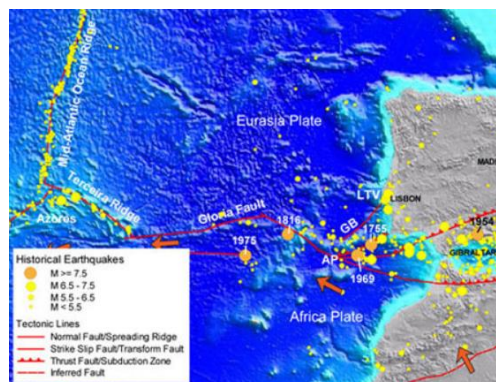 Mid-Atlantic Ocean Ridge
Eurasia Plate
Terceira Ridge
Azores
Gloria Fault
1816
1975
LTV
LISBON
GB
1755
AP
1969
1954
GIBRALTAR
Africa Plate
Historical Earthquakes
M >= 7.5
M 6.5 - 7.5
M 5.5 - 6.5
M < 5.5
Tectonic Lines
Normal Fault/Spreading Ridge
Strike Slip Fault/Transform Fault
Thrust Fault/Subduction Zone
Inferred Fault